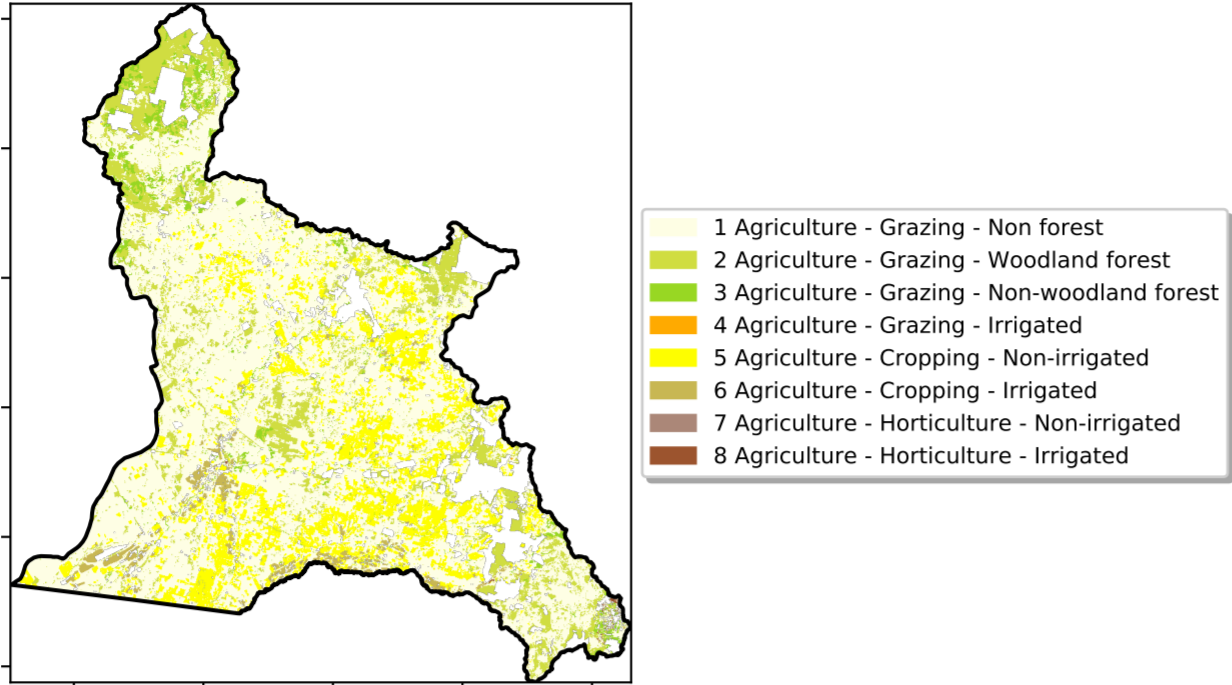 1 Agriculture - Grazing - Non forest
2 Agriculture - Grazing - Woodland forest
3 Agriculture - Grazing - Non-woodland forest
4 Agriculture - Grazing - Irrigated
5 Agriculture - Cropping - Non-irrigated
6 Agriculture - Cropping - Irrigated
7 Agriculture - Horticulture - Non-irrigated
8 Agriculture - Horticulture - Irrigated